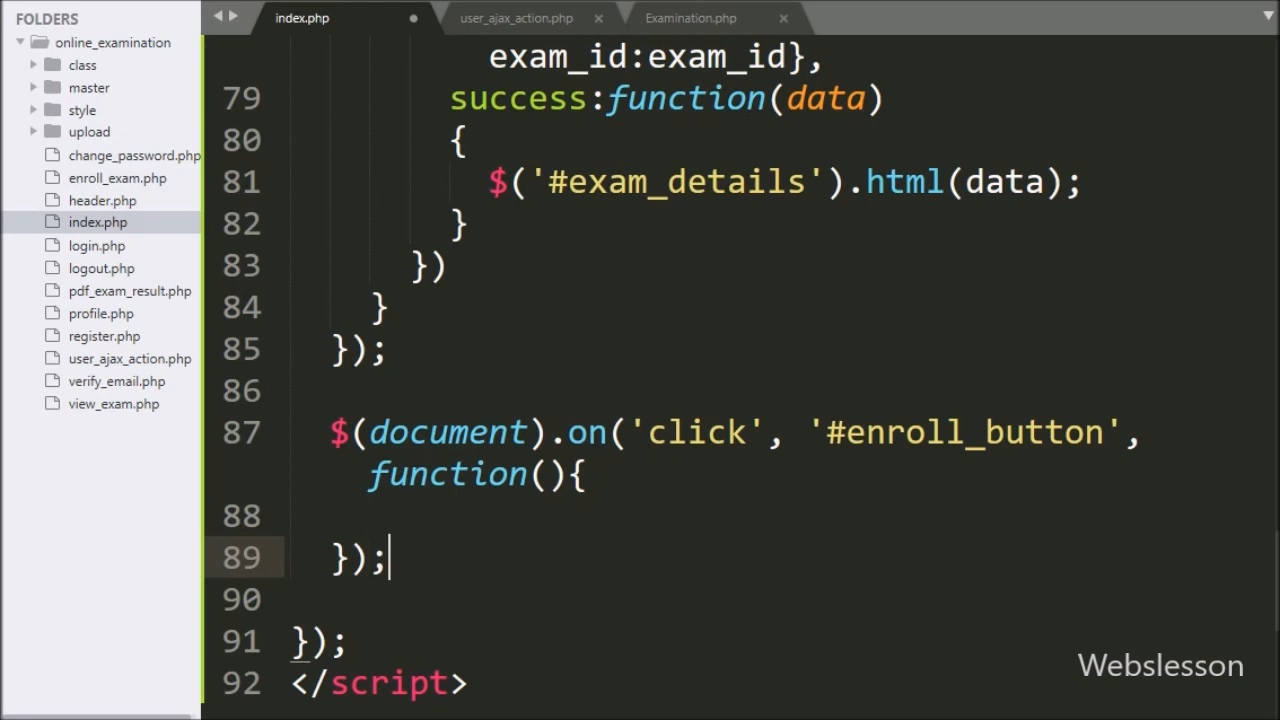 FOLDERS
online_examination
class
master
style
upload
change_password.php
enroll_exam.php
header.php
index.php
login.php
logout.php
pdf_exam_result.php
profile.php
register.php
user_ajax_action.php
verify_email.php
view_exam.php
index.php user_ajax_action.php Examination.php
exam_id:exam_id},
79 success:function(data)
80 {
81 $('#exam_details').html(data);
82 }
83 })
84 }
85 });
86
87 $(document).on('click', '#enroll_button',
function(){
88
89 });
90
91 });
92 </script>
Webslesson